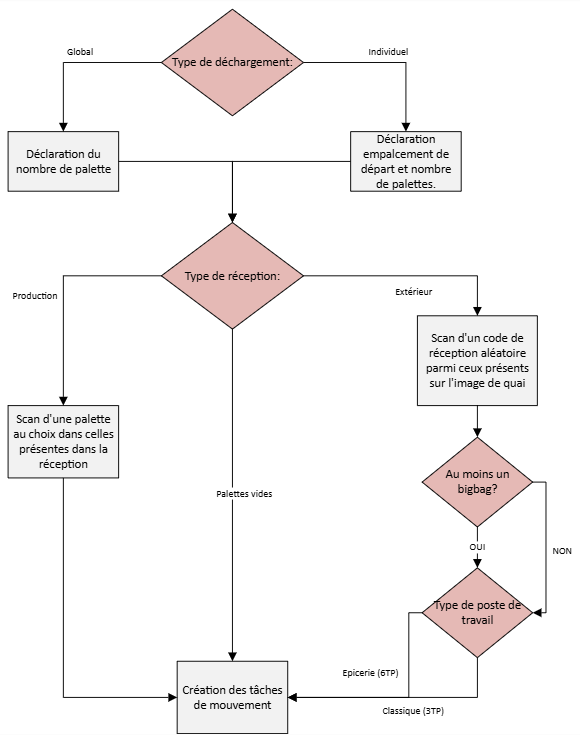 Type de déchargement:
Global
Individuel
Déclaration du
nombre de palette
Déclaration
empalcement de
départ et nombre
de palettes.
Type de réception:
Production
Extérieur
Scan d'un code de
réception aléatoire
parmi ceux présents
sur l'image de quai
Scan d'une palette
au choix dans celles
présentes dans la
réception
Au moins un
bigbag?
Palettes vides
OUI
NON
Type de poste de
travail
Epicerie (6TP)
Création des tâches
de mouvement
Classique (3TP)